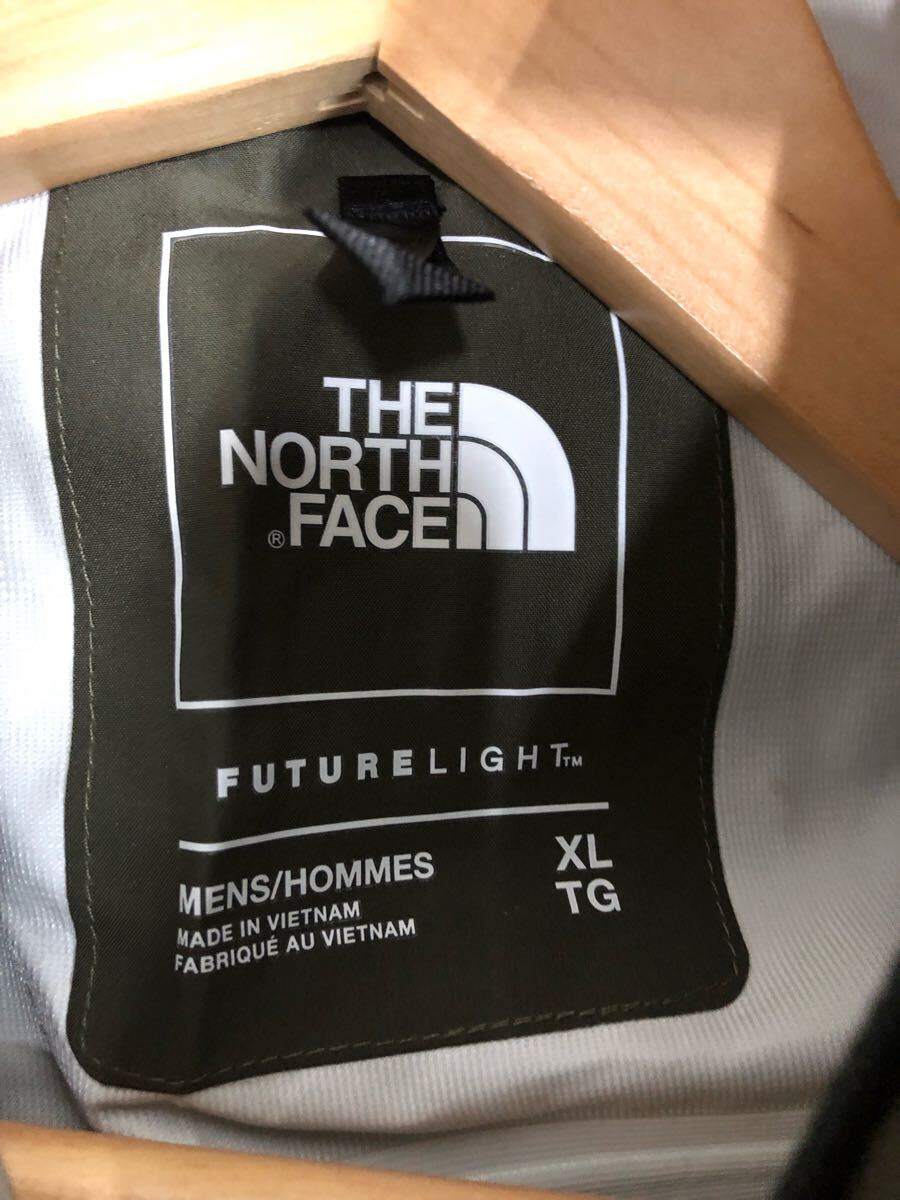 THE
NORTH
® FACE
FUTURELIGHT™
MENS/HOMMES XL
MADE IN VIETNAM TG
FABRIQUÉ AU VIETNAM